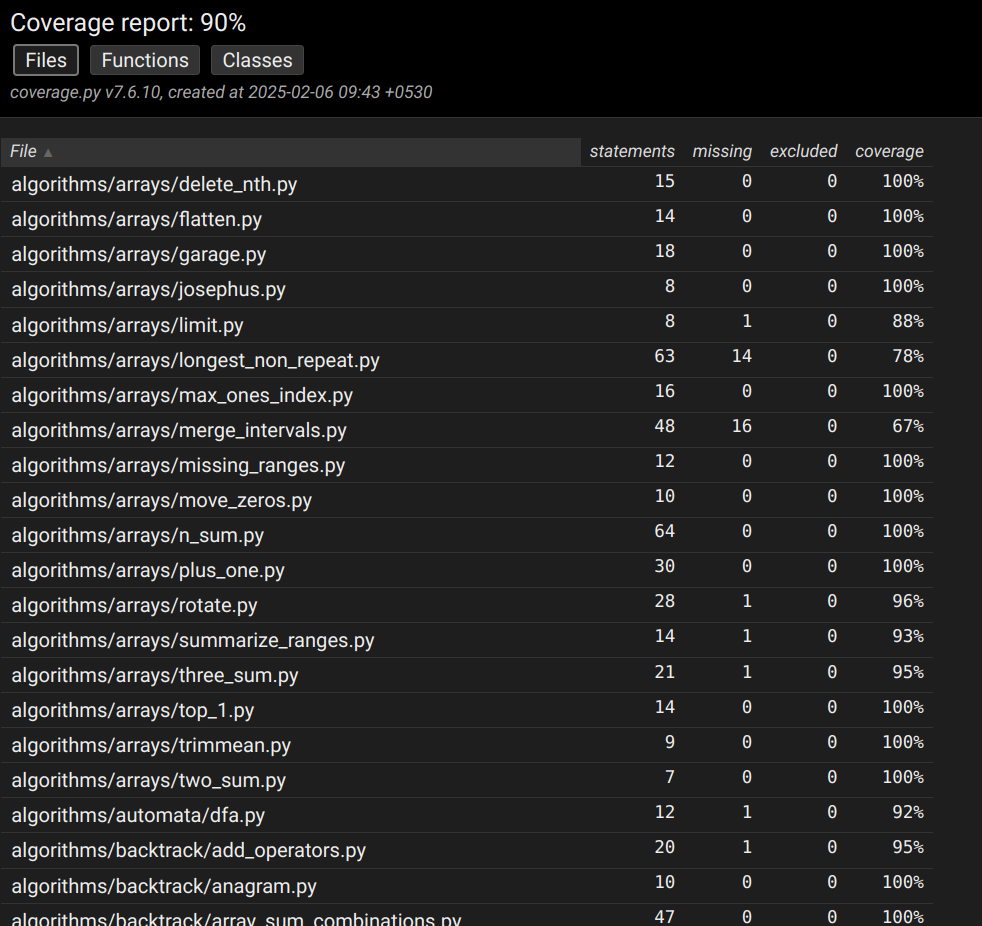 Coverage report: 90%
Files Functions Classes
coverage.py v7.6.10, created at 2025-02-06 09:43 +0530
File ▲ statements missing excluded coverage
algorithms/arrays/delete_nth.py 15 0 0 100%
algorithms/arrays/flatten.py 14 0 0 100%
algorithms/arrays/garage.py 18 0 0 100%
algorithms/arrays/josephus.py 8 0 0 100%
algorithms/arrays/limit.py 8 1 0 88%
algorithms/arrays/longest_non_repeat.py 63 14 0 78%
algorithms/arrays/max_ones_index.py 16 0 0 100%
algorithms/arrays/merge_intervals.py 48 16 0 67%
algorithms/arrays/missing_ranges.py 12 0 0 100%
algorithms/arrays/move_zeros.py 10 0 0 100%
algorithms/arrays/n_sum.py 64 0 0 100%
algorithms/arrays/plus_one.py 30 0 0 100%
algorithms/arrays/rotate.py 28 1 0 96%
algorithms/arrays/summarize_ranges.py 14 1 0 93%
algorithms/arrays/three_sum.py 21 1 0 95%
algorithms/arrays/top_1.py 14 0 0 100%
algorithms/arrays/trimmean.py 9 0 0 100%
algorithms/arrays/two_sum.py 7 0 0 100%
algorithms/automata/dfa.py 12 1 0 92%
algorithms/backtrack/add_operators.py 20 1 0 95%
algorithms/backtrack/anagram.py 10 0 0 100%
algorithms/backtrack/array_sum_combinations.py 47 0 0 100%